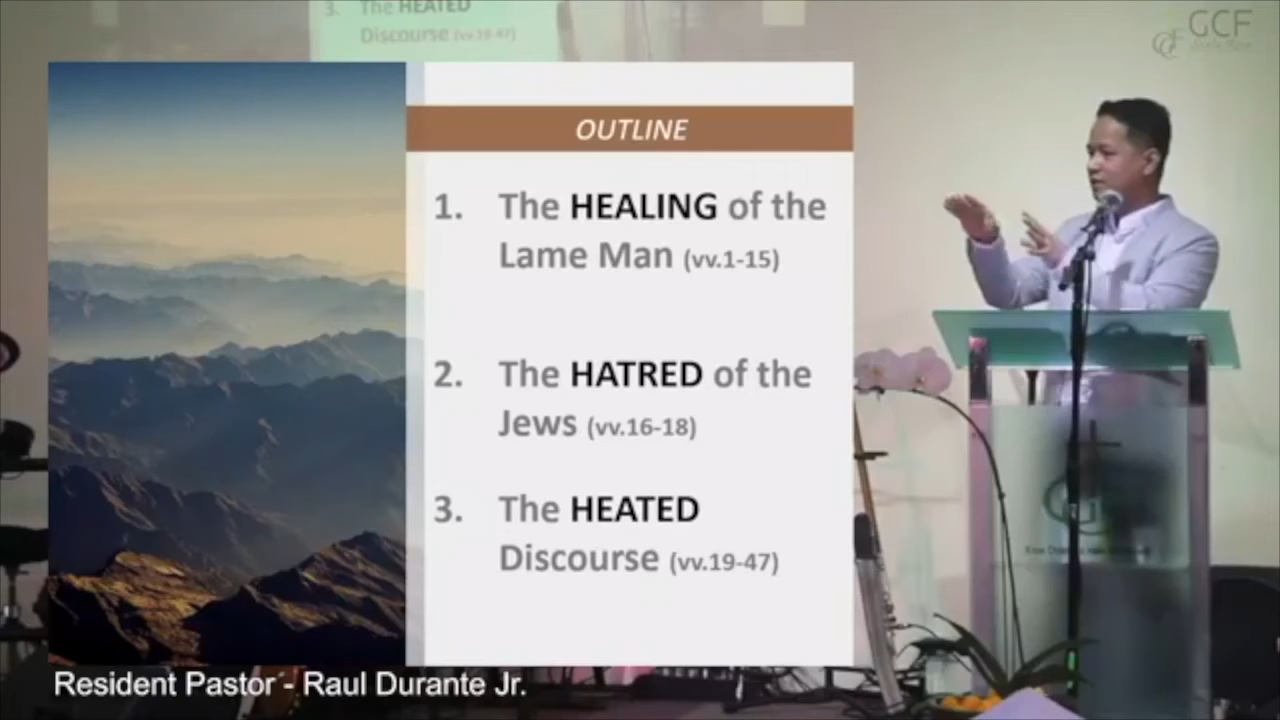 3. The HEATED
Discourse (vv.19-47)
GCF
OUTLINE
1. The HEALING of the
Lame Man (vv.1-15)
2. The HATRED of the
Jews (vv.16-18)
3. The HEATED
Discourse (vv.19-47)
Resident Pastor - Raul Durante Jr.